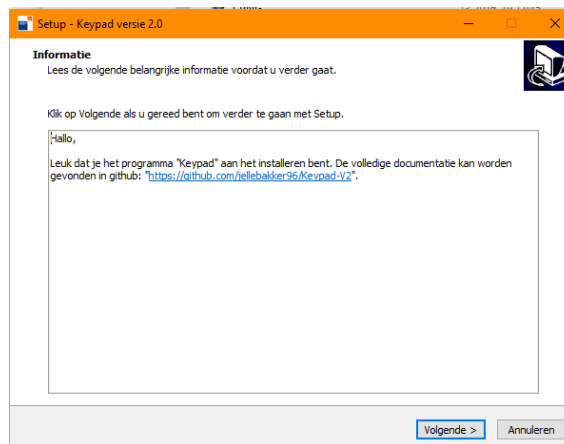 Setup - Keypad versie 2.0
Informatie
Lees de volgende belangrijke informatie voordat u verder gaat.
Klik op Volgende als u gereed bent om verder te gaan met Setup.
Hallo,
Leuk dat je het programma "Keypad" aan het installeren bent. De volledige documentatie kan worden
gevonden in github: "https://github.com/jellebakker96/Keypad-V2".
Volgende >
Annuleren